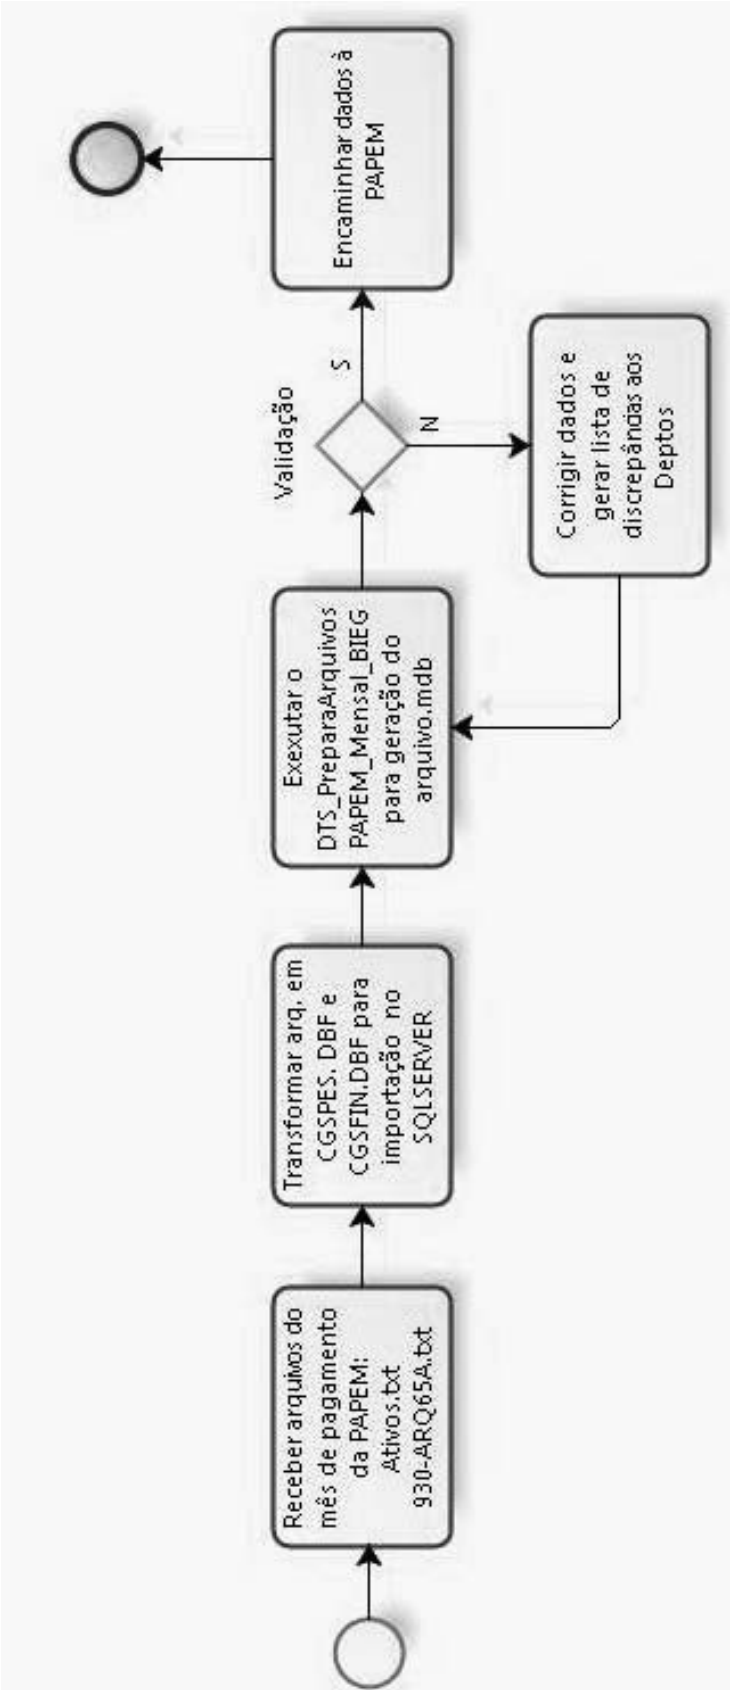 Receber arquivos do
mês de pagamento
da PAPEM:
Ativos.txt
930-ARQ65A.txt
Transformar arq. em
CGSPES. DBF e
CGSFIN.DBF para
importação no
SQLSERVER
Exexutar o
DTS_PreparaArquivos
PAPEM_Mensal_BIEG
para geração do
arquivo.mdb
Validação
S
N
Corrigir dados e
gerar lista de
discrepâncias aos
Deptos
Encaminhar dados à
PAPEM